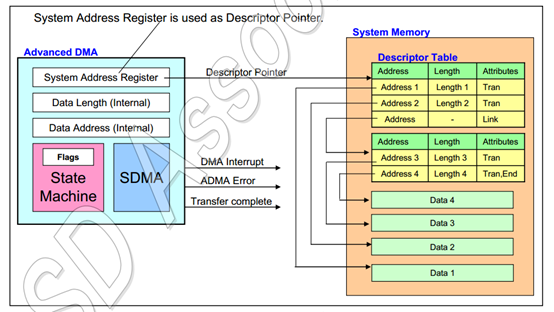 System Address Register is used as Descriptor Pointer.
Advanced DMA
System Address Register
Data Length (Internal)
Data Address (Internal)
Flags
State
Machine
SDMA
Descriptor Pointer
DMA Interrupt
ADMA Error
Transfer complete
System Memory
Descriptor Table
Address Length Attributes
Address 1 Length 1 Tran
Address 2 Length 2 Tran
Address - Link
Address Length Attributes
Address 3 Length 3 Tran
Address 4 Length 4 Tran,End
Data 4
Data 3
Data 2
Data 1
SD Assoc